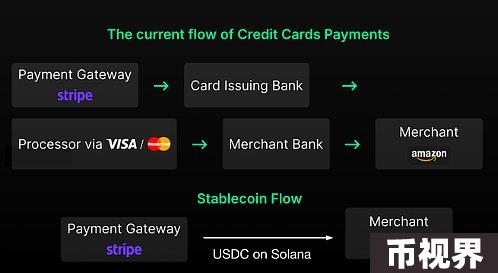 The current flow of Credit Cards Payments
Payment Gateway
stripe
Card Issuing Bank
Processor via VISA / mastercard
Merchant Bank
Merchant
amazon
Stablecoin Flow
Payment Gateway
stripe
USDC on Solana
Merchant
币视界